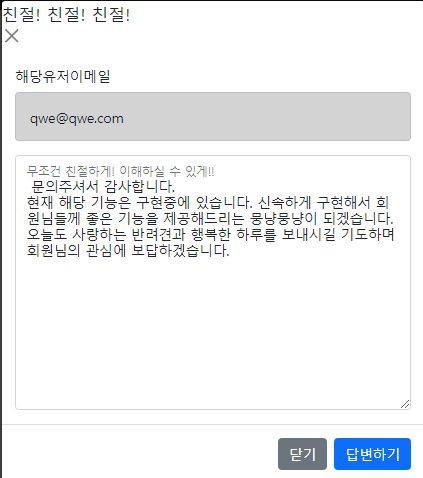 친절! 친절! 친절!
해당유저이메일
qwe@qwe.com
무조건 친절하게! 이해하실 수 있게!!
문의주셔서 감사합니다.
현재 해당 기능은 구현중에 있습니다. 신속하게 구현해서 회
원님들께 좋은 기능을 제공해드리는 뭉냥뭉냥이 되겠습니다.
오늘도 사랑하는 반려견과 행복한 하루를 보내시길 기도하며
회원님의 관심에 보답하겠습니다.
닫기 답변하기